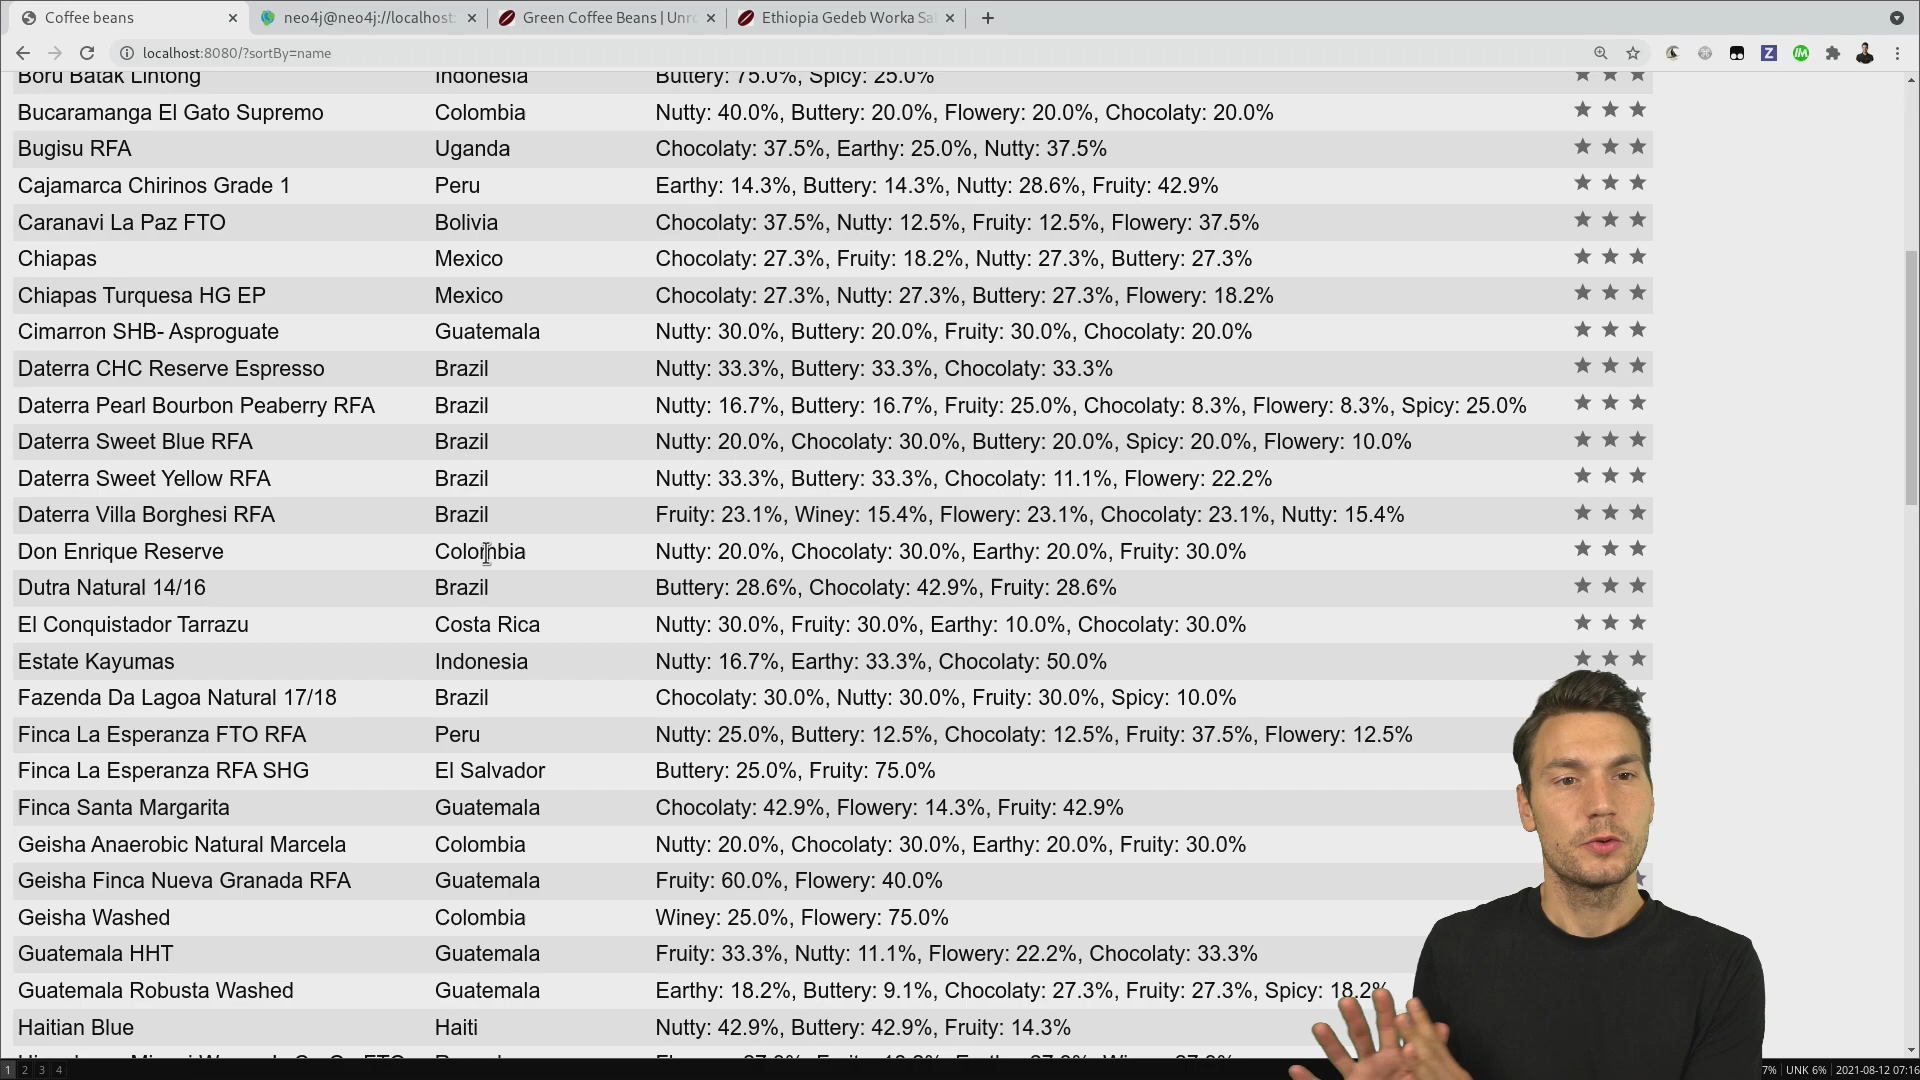 Coffee beans
neo4j@neo4j://localhost:
Green Coffee Beans | Unro
Ethiopia Gedeb Worka Sa
localhost:8080/?sortBy=name
Boru Batak Lintong Indonesia Buttery: 75.0%, Spicy: 25.0%
Bucaramanga El Gato Supremo Colombia Nutty: 40.0%, Buttery: 20.0%, Flowery: 20.0%, Chocolaty: 20.0%
Bugisu RFA Uganda Chocolaty: 37.5%, Earthy: 25.0%, Nutty: 37.5%
Cajamarca Chirinos Grade 1 Peru Earthy: 14.3%, Buttery: 14.3%, Nutty: 28.6%, Fruity: 42.9%
Caranavi La Paz FTO Bolivia Chocolaty: 37.5%, Nutty: 12.5%, Fruity: 12.5%, Flowery: 37.5%
Chiapas Mexico Chocolaty: 27.3%, Fruity: 18.2%, Nutty: 27.3%, Buttery: 27.3%
Chiapas Turquesa HG EP Mexico Chocolaty: 27.3%, Nutty: 27.3%, Buttery: 27.3%, Flowery: 18.2%
Cimarron SHB- Asproguate Guatemala Nutty: 30.0%, Buttery: 20.0%, Fruity: 30.0%, Chocolaty: 20.0%
Daterra CHC Reserve Espresso Brazil Nutty: 33.3%, Buttery: 33.3%, Chocolaty: 33.3%
Daterra Pearl Bourbon Peaberry RFA Brazil Nutty: 16.7%, Buttery: 16.7%, Fruity: 25.0%, Chocolaty: 8.3%, Flowery: 8.3%, Spicy: 25.0%
Daterra Sweet Blue RFA Brazil Nutty: 20.0%, Chocolaty: 30.0%, Buttery: 20.0%, Spicy: 20.0%, Flowery: 10.0%
Daterra Sweet Yellow RFA Brazil Nutty: 33.3%, Buttery: 33.3%, Chocolaty: 11.1%, Flowery: 22.2%
Daterra Villa Borghesi RFA Brazil Fruity: 23.1%, Winey: 15.4%, Flowery: 23.1%, Chocolaty: 23.1%, Nutty: 15.4%
Don Enrique Reserve Colombia Nutty: 20.0%, Chocolaty: 30.0%, Earthy: 20.0%, Fruity: 30.0%
Dutra Natural 14/16 Brazil Buttery: 28.6%, Chocolaty: 42.9%, Fruity: 28.6%
El Conquistador Tarrazu Costa Rica Nutty: 30.0%, Fruity: 30.0%, Earthy: 10.0%, Chocolaty: 30.0%
Estate Kayumas Indonesia Nutty: 16.7%, Earthy: 33.3%, Chocolaty: 50.0%
Fazenda Da Lagoa Natural 17/18 Brazil Chocolaty: 30.0%, Nutty: 30.0%, Fruity: 30.0%, Spicy: 10.0%
Finca La Esperanza FTO RFA Peru Nutty: 25.0%, Buttery: 12.5%, Chocolaty: 12.5%, Fruity: 37.5%, Flowery: 12.5%
Finca La Esperanza RFA SHG El Salvador Buttery: 25.0%, Fruity: 75.0%
Finca Santa Margarita Guatemala Chocolaty: 42.9%, Flowery: 14.3%, Fruity: 42.9%
Geisha Anaerobic Natural Marcela Colombia Nutty: 20.0%, Chocolaty: 30.0%, Earthy: 20.0%, Fruity: 30.0%
Geisha Finca Nueva Granada RFA Guatemala Fruity: 60.0%, Flowery: 40.0%
Geisha Washed Colombia Winey: 25.0%, Flowery: 75.0%
Guatemala HHT Guatemala Fruity: 33.3%, Nutty: 11.1%, Flowery: 22.2%, Chocolaty: 33.3%
Guatemala Robusta Washed Guatemala Earthy: 18.2%, Buttery: 9.1%, Chocolaty: 27.3%, Fruity: 27.3%, Spicy: 18.2%
Haitian Blue Haiti Nutty: 42.9%, Buttery: 42.9%, Fruity: 14.3%
1 2 3 4
7% | UNK 6% | 2021-08-12 07:16